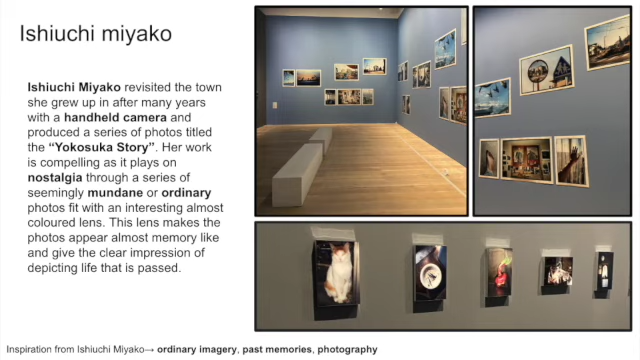 Ishiuchi miyako
Ishiuchi Miyako revisited the town
she grew up in after many years
with a handheld camera and
produced a series of photos titled
the “Yokosuka Story”. Her work
is compelling as it plays on
nostalgia through a series of
seemingly mundane or ordinary
photos fit with an interesting almost
coloured lens. This lens makes the
photos appear almost memory like
and give the clear impression of
depicting life that is passed.
Inspiration from Ishiuchi Miyako→ ordinary imagery, past memories, photography